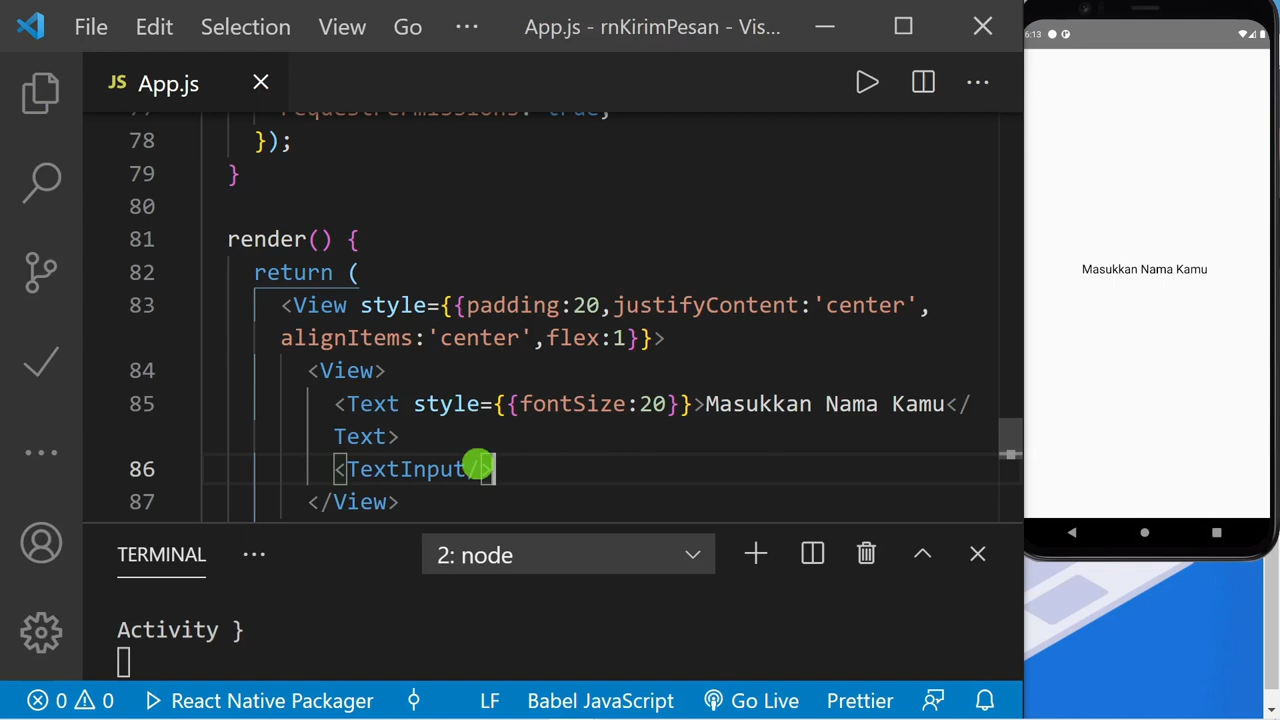 File Edit Selection View Go ··· App.js - rnKirimPesan - Vis...
JS App.js
77 requestPermissions: true,
78 });
79 }
80
81 render() {
82 return (
83 <View style={{padding:20,justifyContent:'center',
alignItems:'center',flex:1}}>
84 <View>
85 <Text style={{fontSize:20}}>Masukkan Nama Kamu</
Text>
86 <TextInput/>
87 </View>
TERMINAL ··· 2: node
Activity }
0 0 React Native Packager LF Babel JavaScript Go Live Prettier
6:13
Masukkan Nama Kamu